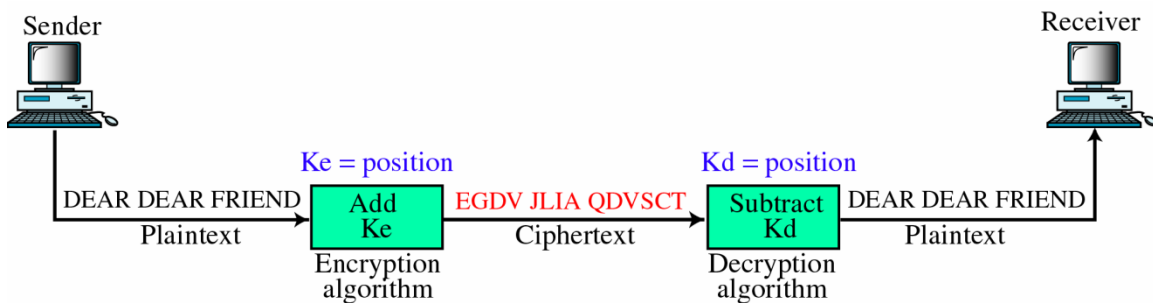 Sender
Receiver
Ke = position
Kd = position
DEAR DEAR FRIEND
Plaintext
Add
Ke
EGDV JLIA QDVSCT
Ciphertext
Subtract
Kd
DEAR DEAR FRIEND
Plaintext
Encryption
algorithm
Decryption
algorithm